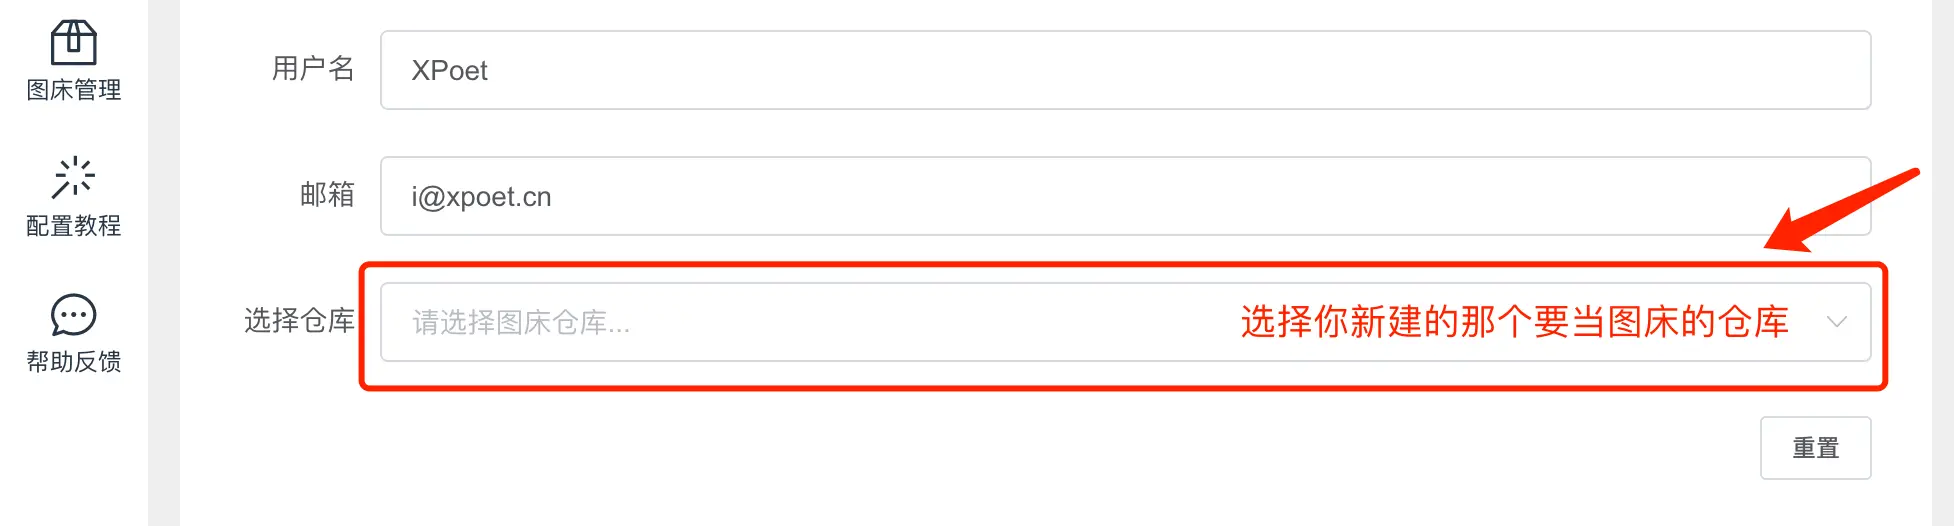 图床管理
配置教程
帮助反馈
用户名
XPoet
邮箱
i@xpoet.cn
选择仓库
请选择图床仓库...
选择你新建的那个要当图床的仓库
重置